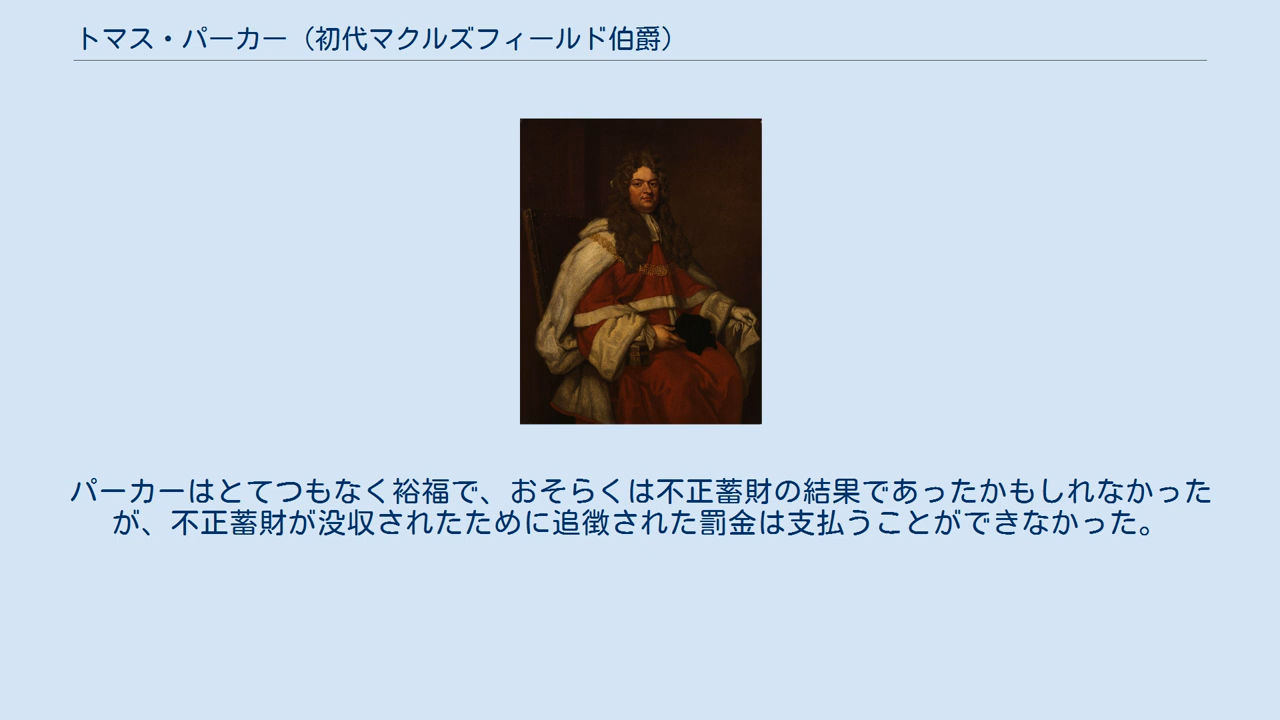 トマス・パーカー（初代マクルズフィールド伯爵）
パーカーはとてつもなく裕福で、おそらくは不正蓄財の結果であったかもしれなかった
が、不正蓄財が没収されたために追徴された罰金は支払うことができなかった。